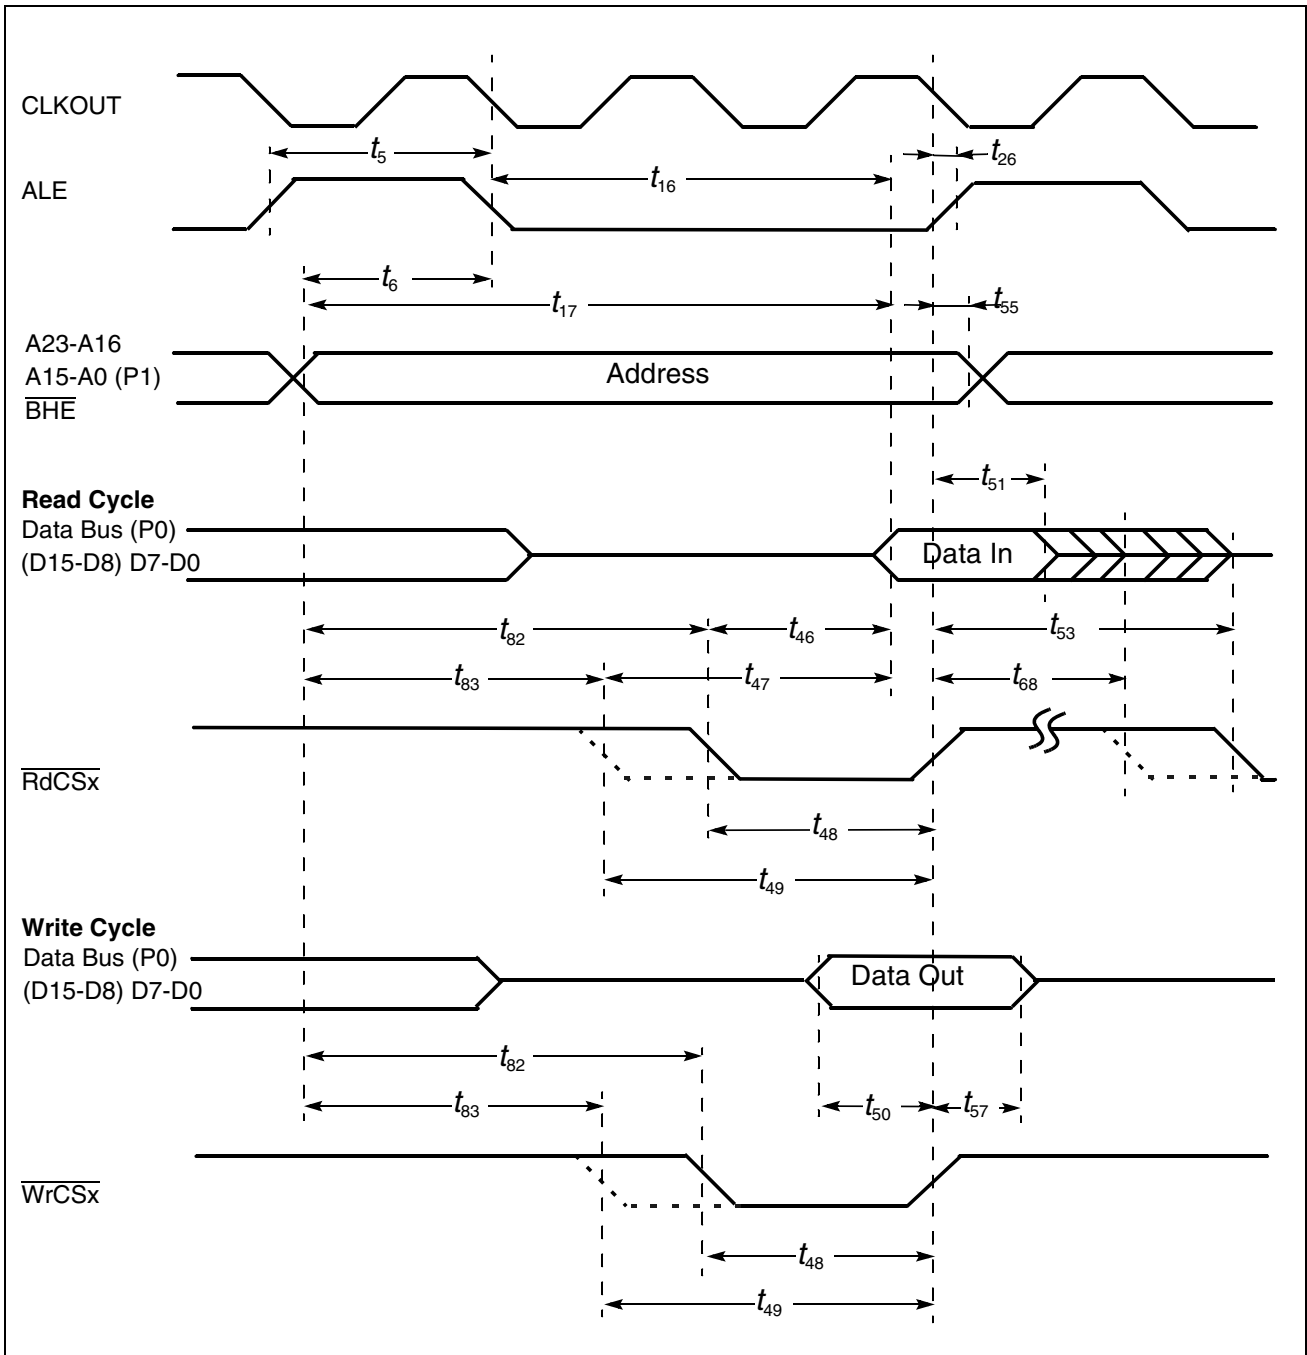 CLKOUT
t5
t26
ALE
t16
t6
t17
t55
A23-A16
A15-A0 (P1)
Address
BHE
t51
Read Cycle
Data Bus (P0)
(D15-D8) D7-D0
Data In
t82
t46
t53
t83
t47
t68
RdCSx
t48
t49
Write Cycle
Data Bus (P0)
(D15-D8) D7-D0
Data Out
t82
t83
t50
t57
WrCSx
t48
t49